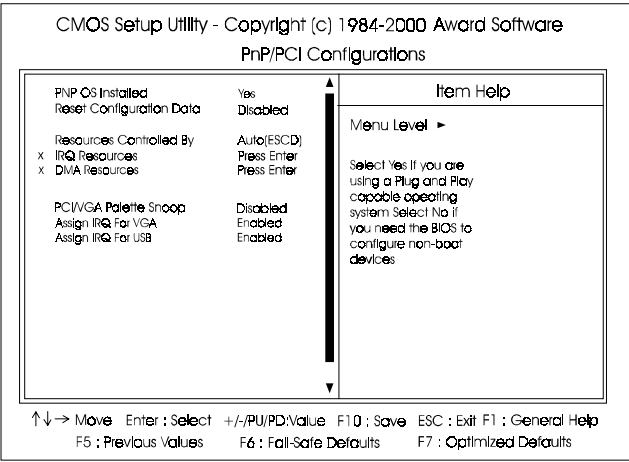 CMOS Setup Utility - Copyright (c) 1984-2000 Award Software
PnP/PCI Configurations
PNP OS Installed Yes
Reset Configuration Data Disabled
Resources Controlled By Auto(ESCD)
x IRQ Resources Press Enter
x DMA Resources Press Enter
PCI/VGA Palette Snoop Disabled
Assign IRQ For VGA Enabled
Assign IRQ For USB Enabled
Item Help
Menu Level ►
Select Yes if you are
using a Plug and Play
capable opeating
system Select No if
you need the BIOS to
configure non-boat
devices
↑↓→ Move Enter : Select +/-/PU/PD:Value F10 : Save ESC : Exit F1 : General Help
F5 : Previous Values F6 : Fail-Safe Defaults F7 : Optimized Defaults